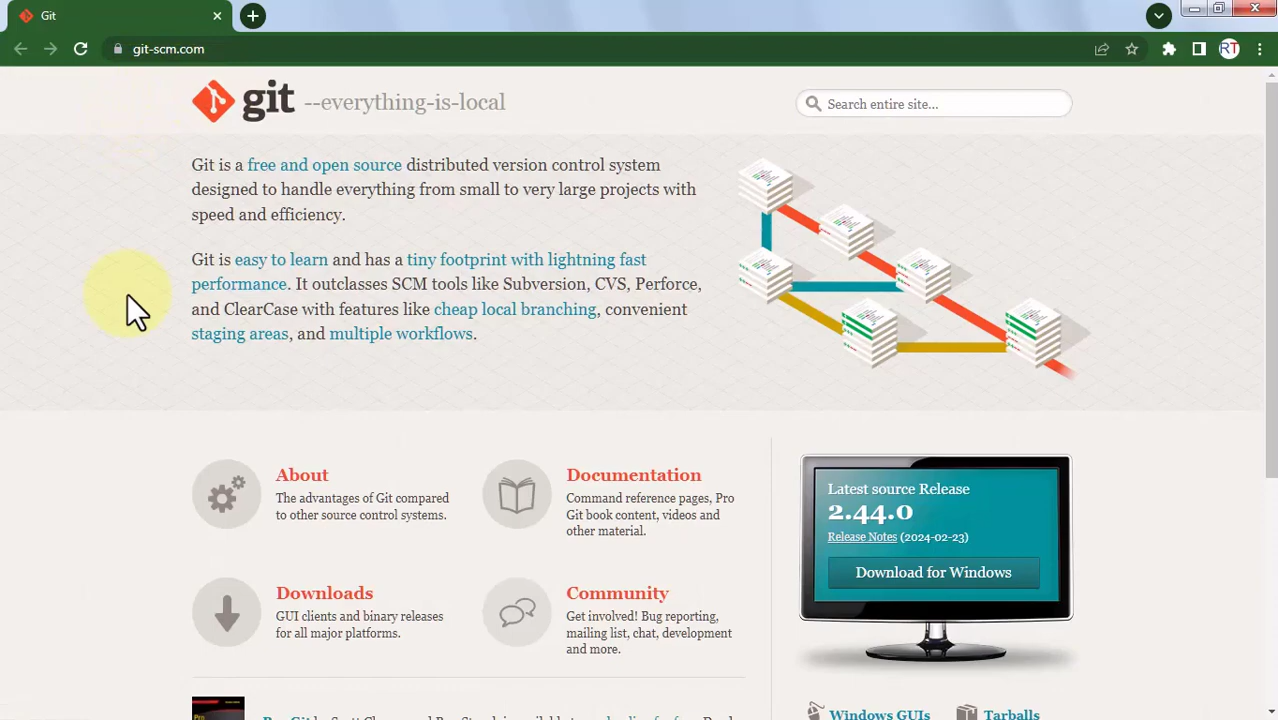 Git
git-scm.com
RT
git --everything-is-local
Search entire site...
Git is a free and open source distributed version control system
designed to handle everything from small to very large projects with
speed and efficiency.
Git is easy to learn and has a tiny footprint with lightning fast
performance. It outclasses SCM tools like Subversion, CVS, Perforce,
and ClearCase with features like cheap local branching, convenient
staging areas, and multiple workflows.
About
The advantages of Git compared
to other source control systems.
Documentation
Command reference pages, Pro
Git book content, videos and
other material.
Downloads
GUI clients and binary releases
for all major platforms.
Community
Get involved! Bug reporting,
mailing list, chat, development
and more.
Latest source Release
2.44.0
Release Notes (2024-02-23)
Download for Windows
Windows GUIs
Tarballs
Pro
Pro Git by Scott